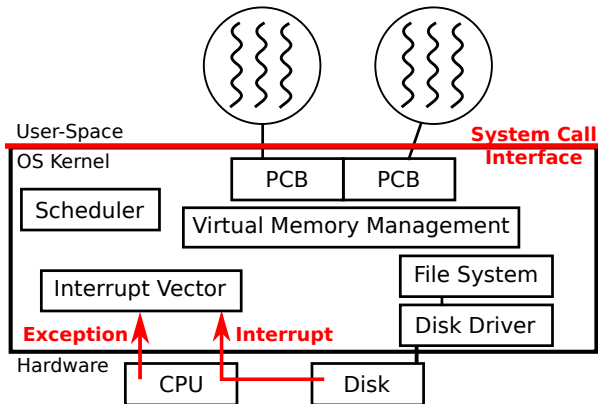 User-Space
System Call
Interface
OS Kernel
PCB
PCB
Scheduler
Virtual Memory Management
File System
Interrupt Vector
Disk Driver
Exception
Interrupt
Hardware
CPU
Disk